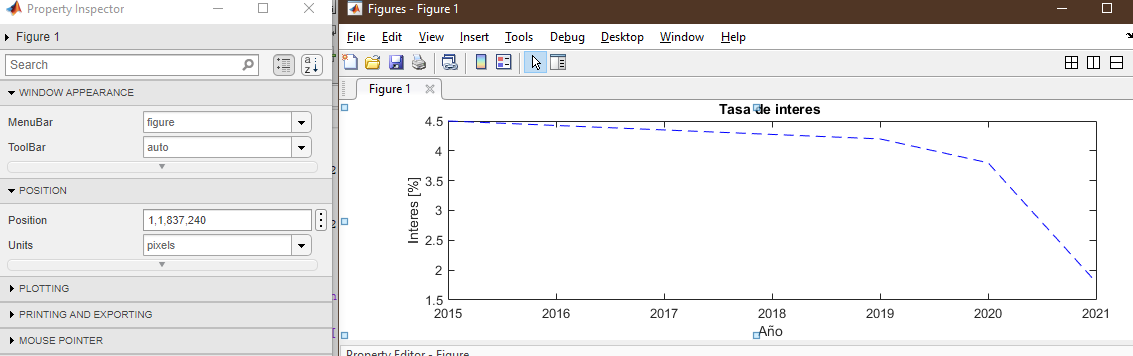 Property Inspector
Figure 1
Search
WINDOW APPEARANCE
MenuBar figure
ToolBar auto
POSITION
Position 1,1,837,240
Units pixels
PLOTTING
PRINTING AND EXPORTING
MOUSE POINTER
Figures - Figure 1
File Edit View Insert Tools Debug Desktop Window Help
Figure 1
Tasa de interes
Interes [%]
4.5
4
3.5
3
2.5
2
1.5
2015 2016 2017 2018 2019 2020 2021
Año
Property Editor - Figure